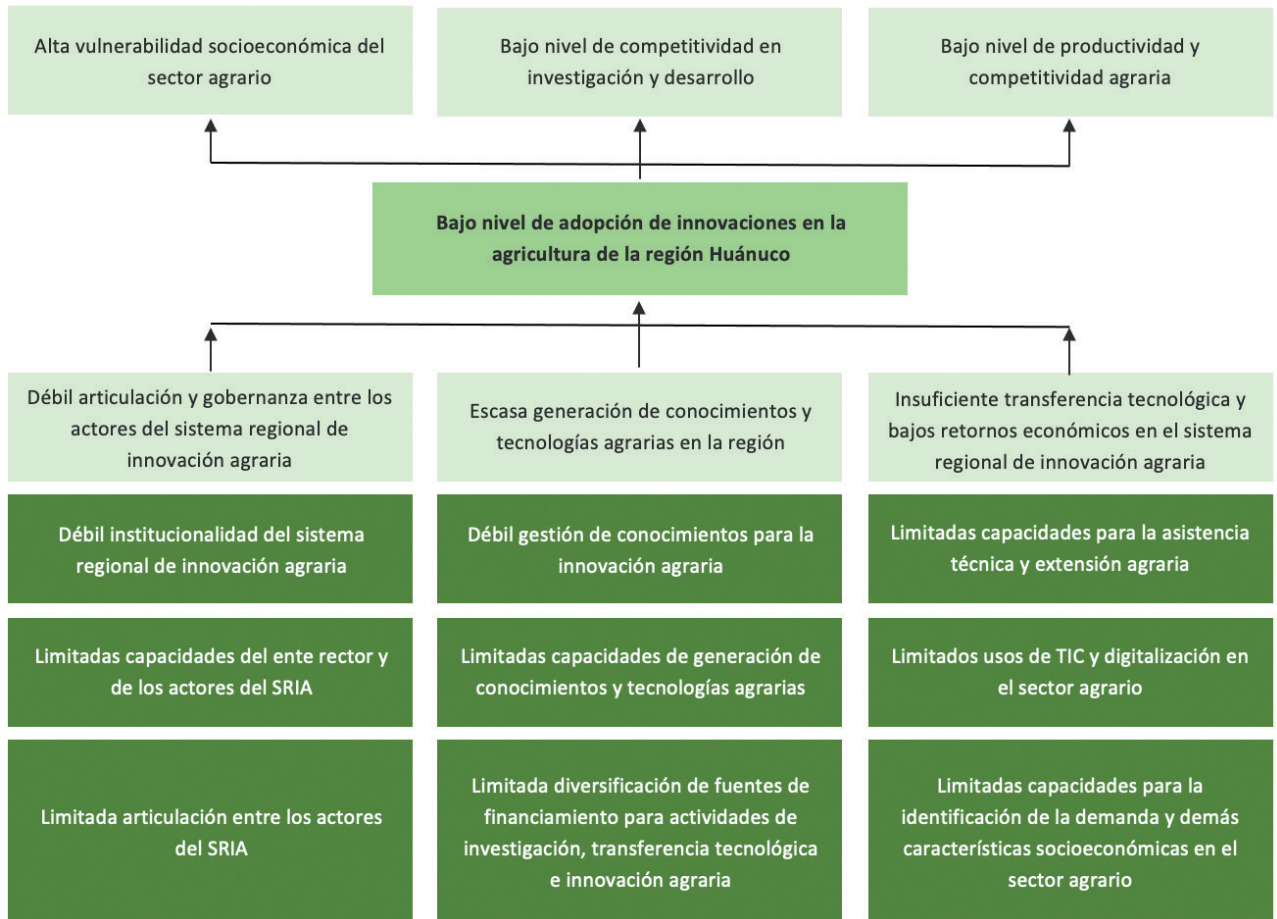 Alta vulnerabilidad socioeconómica del
sector agrario
Bajo nivel de competitividad en
investigación y desarrollo
Bajo nivel de productividad y
competitividad agraria
Bajo nivel de adopción de innovaciones en la
agricultura de la región Huánuco
Débil articulación y gobernanza entre los
actores del sistema regional de
innovación agraria
Escasa generación de conocimientos y
tecnologías agrarias en la región
Insuficiente transferencia tecnológica y
bajos retornos económicos en el sistema
regional de innovación agraria
Débil institucionalidad del sistema
regional de innovación agraria
Débil gestión de conocimientos para la
innovación agraria
Limitadas capacidades para la asistencia
técnica y extensión agraria
Limitadas capacidades del ente rector y
de los actores del SRIA
Limitadas capacidades de generación de
conocimientos y tecnologías agrarias
Limitados usos de TIC y digitalización en
el sector agrario
Limitada articulación entre los actores
del SRIA
Limitada diversificación de fuentes de
financiamiento para actividades de
investigación, transferencia tecnológica
e innovación agraria
Limitadas capacidades para la
identificación de la demanda y demás
características socioeconómicas en el
sector agrario